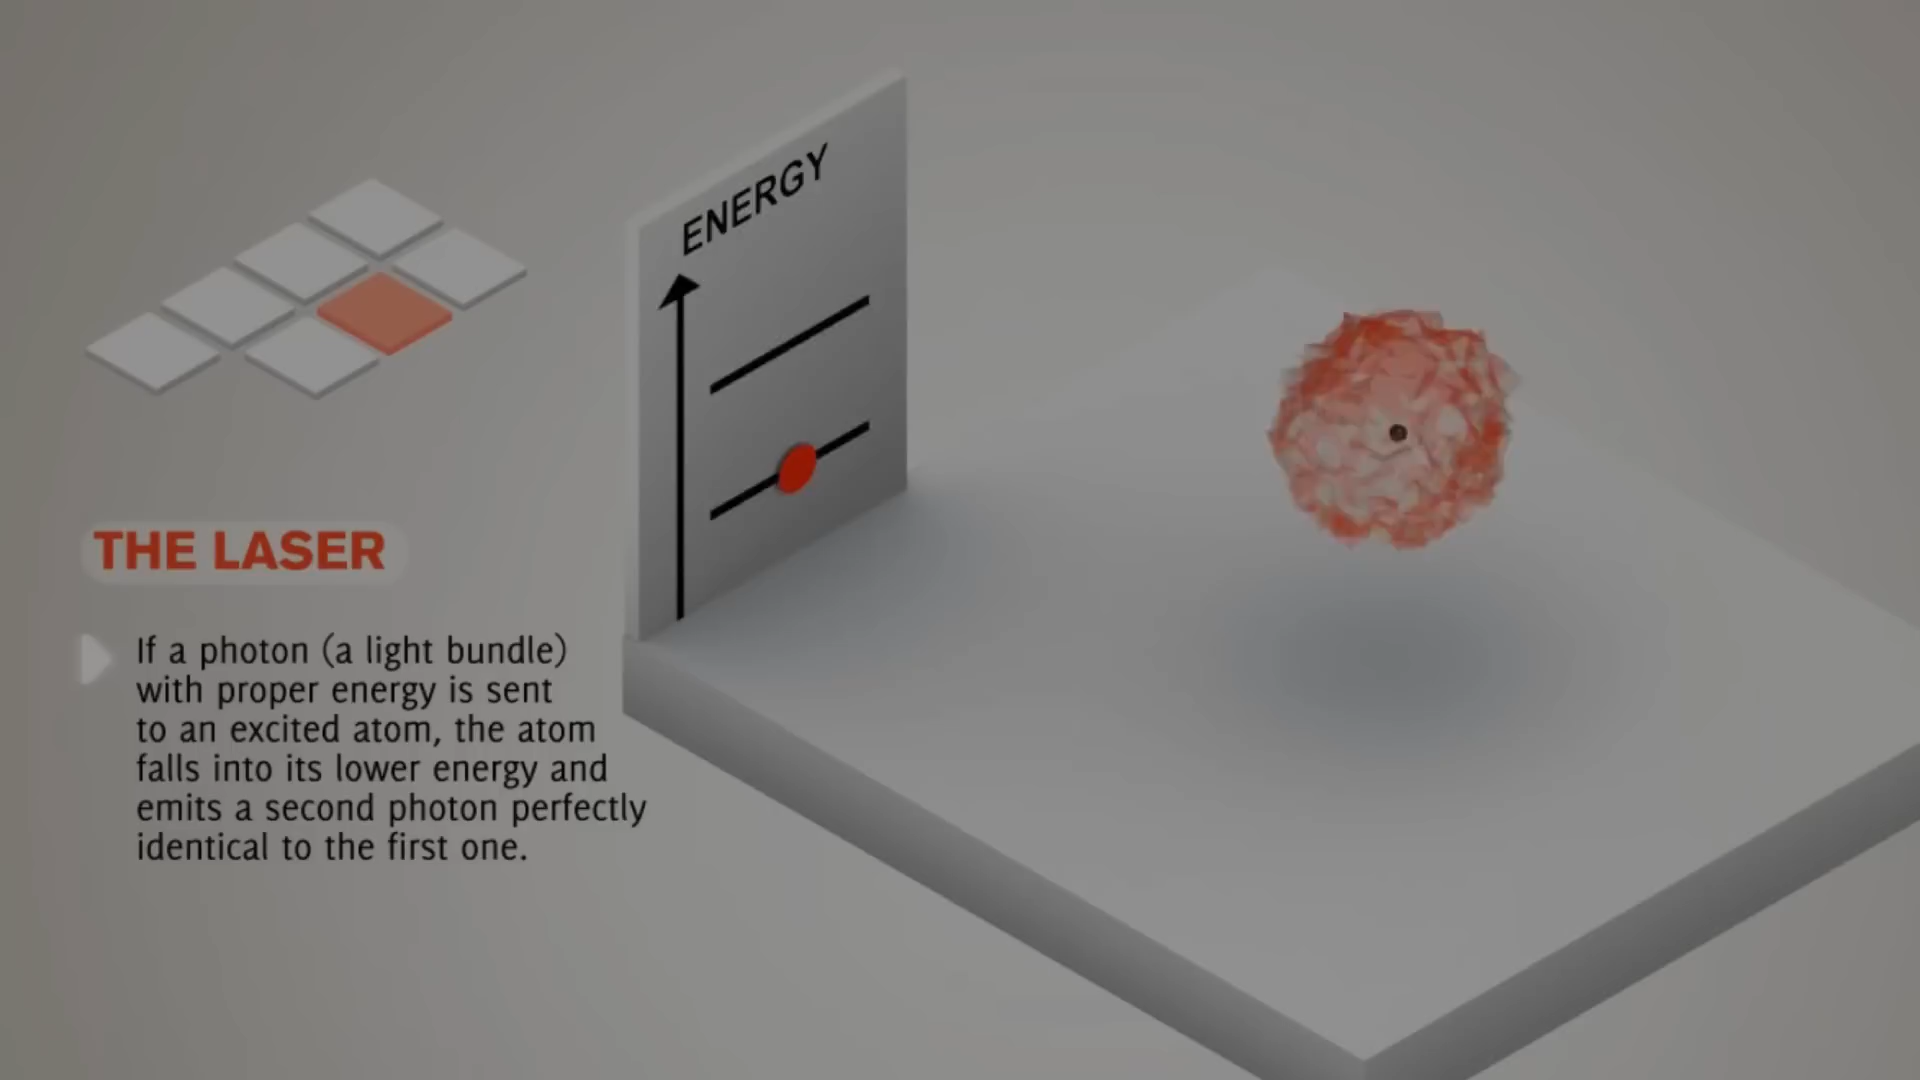 ENERGY
THE LASER
If a photon (a light bundle)
with proper energy is sent
to an excited atom, the atom
falls into its lower energy and
emits a second photon perfectly
identical to the first one.